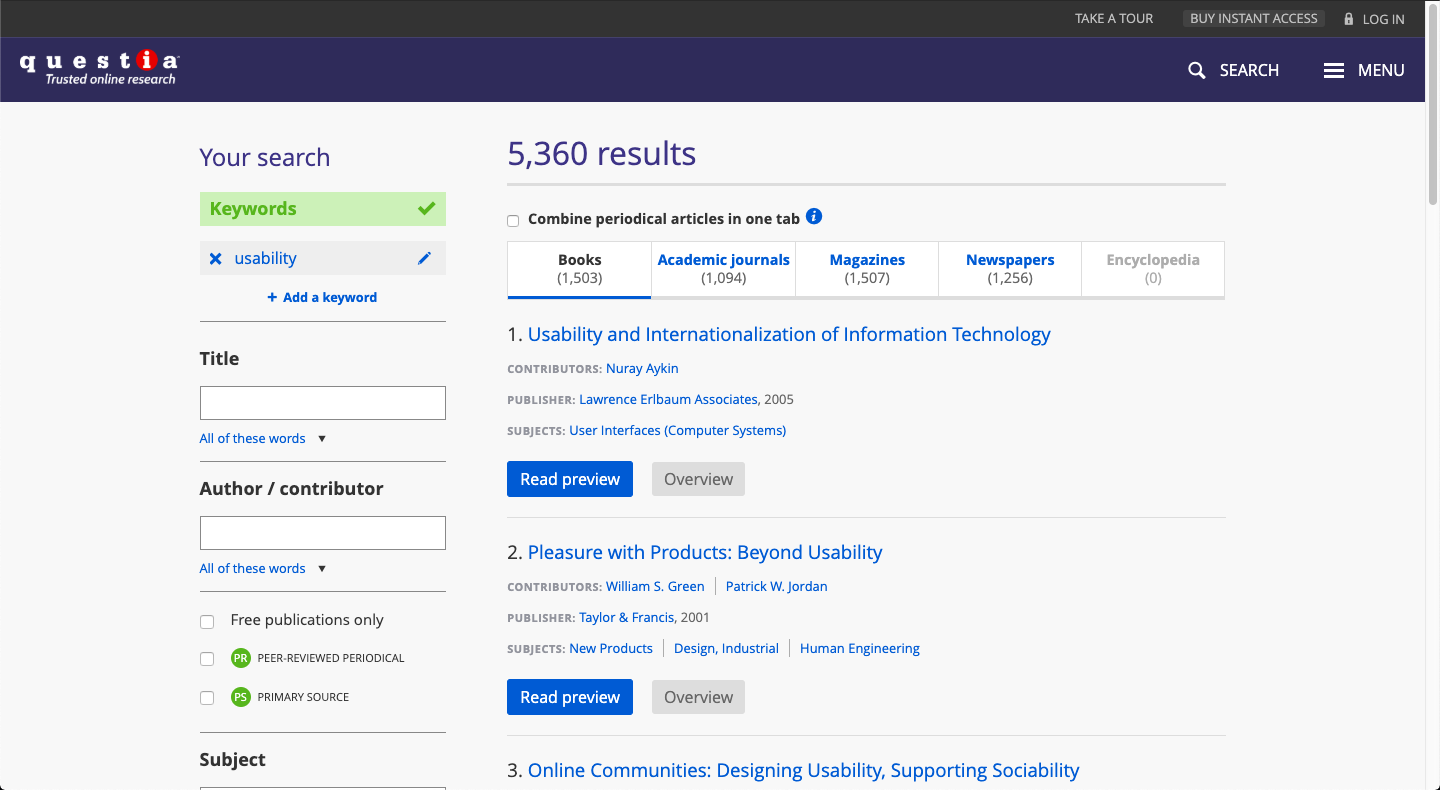 TAKE A TOUR BUY INSTANT ACCESS LOG IN
questia
Trusted online research
SEARCH MENU
Your search
Keywords
usability
+ Add a keyword
Title
All of these words ▼
Author / contributor
All of these words ▼
Free publications only
PR PEER-REVIEWED PERIODICAL
PS PRIMARY SOURCE
Subject
5,360 results
Combine periodical articles in one tab i
Books Academic journals Magazines Newspapers Encyclopedia
(1,503) (1,094) (1,507) (1,256) (0)
1. Usability and Internationalization of Information Technology
CONTRIBUTORS: Nuray Aykin
PUBLISHER: Lawrence Erlbaum Associates, 2005
SUBJECTS: User Interfaces (Computer Systems)
Read preview Overview
2. Pleasure with Products: Beyond Usability
CONTRIBUTORS: William S. Green | Patrick W. Jordan
PUBLISHER: Taylor & Francis, 2001
SUBJECTS: New Products | Design, Industrial | Human Engineering
Read preview Overview
3. Online Communities: Designing Usability, Supporting Sociability